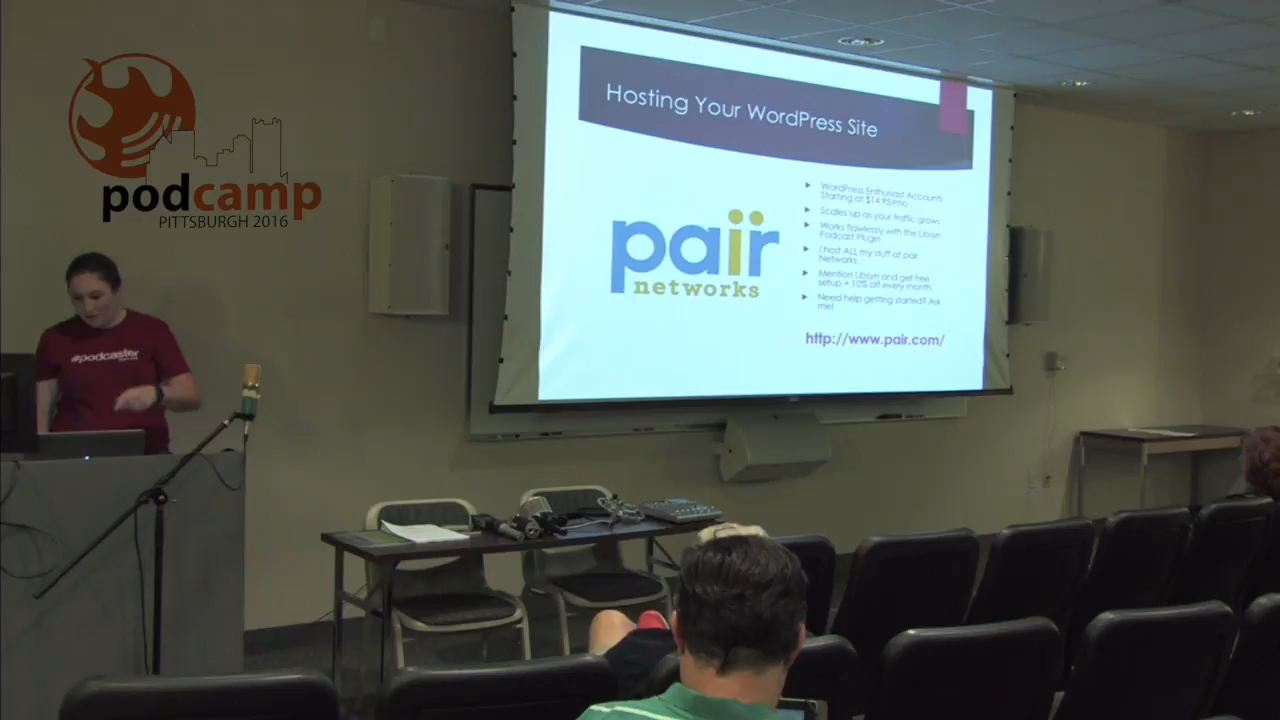 podcamp
PITTSBURGH 2016
#podcaster
Hosting Your WordPress Site
pair
networks
WordPress Enthusiast Accounts
Starting at $14.95/mo
Scales up as your traffic grows
Works flawlessly with the Libsyn
Podcast Plugin
I host ALL my stuff at pair
Networks
Mention Libsyn and get free
setup + 10% off every month.
Need help getting started? Ask
me!
http://www.pair.com/